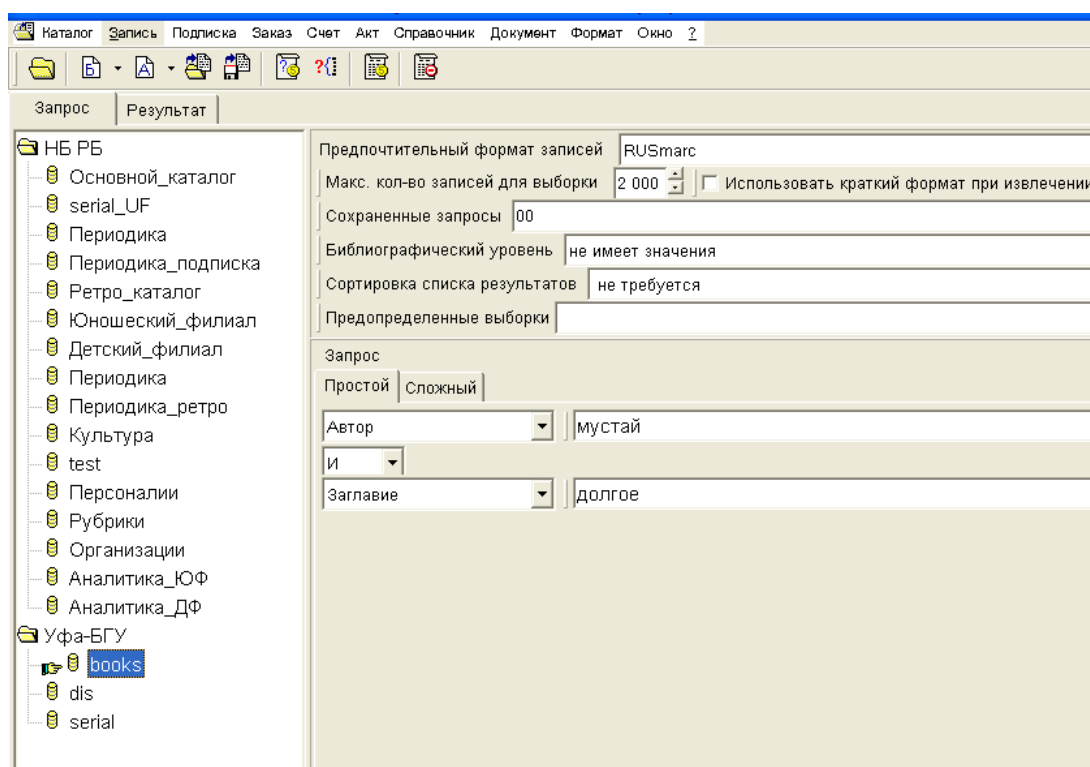 Каталог Запись Подписка Заказ Счет Акт Справочник Документ Формат Окно ?
Б А
Запрос Результат
НБ РБ
Основной_каталог
serial_UF
Периодика
Периодика_подписка
Ретро_каталог
Юношеский_филиал
Детский_филиал
Периодика
Периодика_ретро
Культура
test
Персоналии
Рубрики
Организации
Аналитика_ЮФ
Аналитика_ДФ
Уфа-БГУ
books
dis
serial
Предпочтительный формат записей RUSmarc
Макс. кол-во записей для выборки 2 000 Использовать краткий формат при извлечении
Сохраненные запросы 00
Библиографический уровень не имеет значения
Сортировка списка результатов не требуется
Предопределенные выборки
Запрос
Простой Сложный
Автор мустай
И
Заглавие долгое